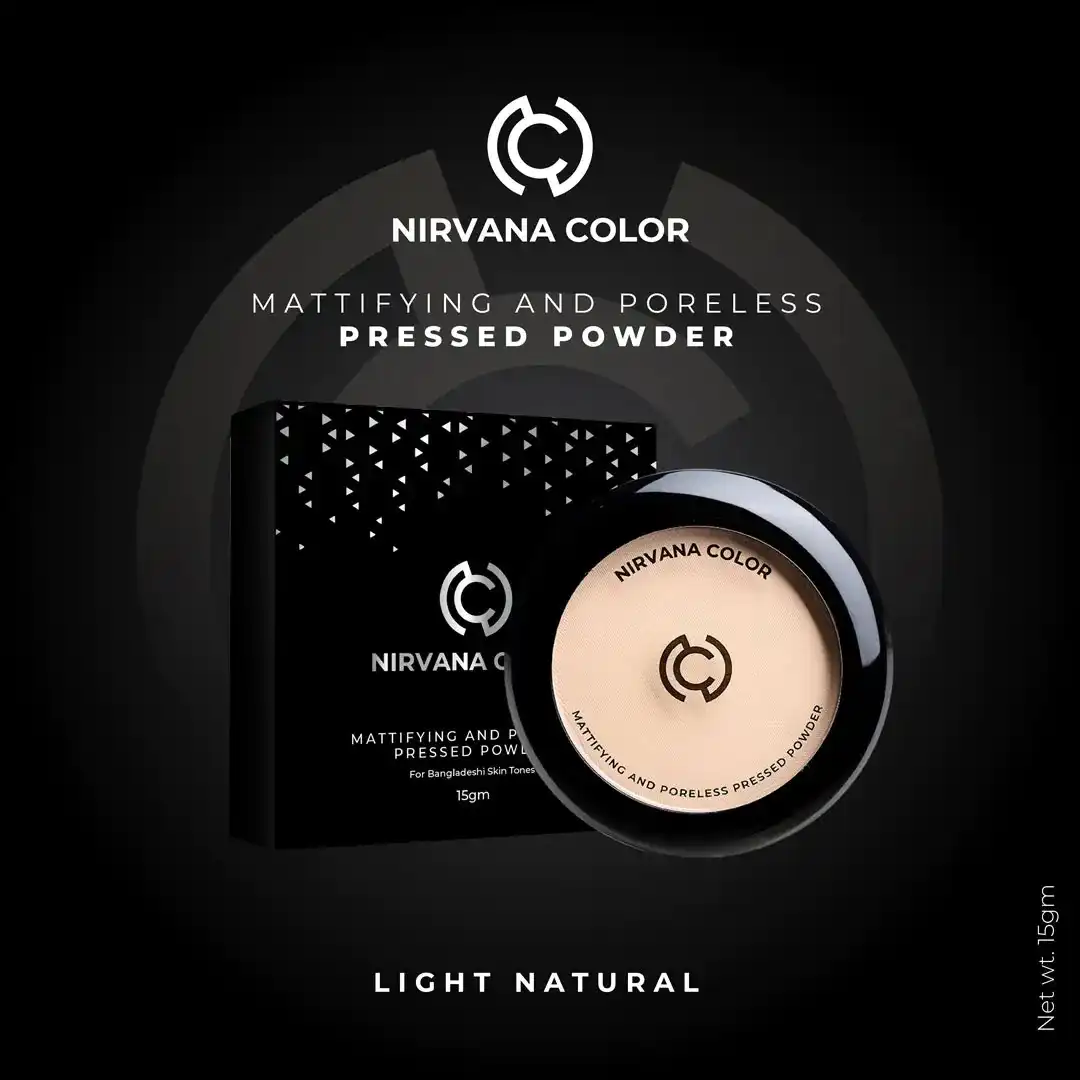 NIRVANA COLOR
MATTIFYING AND PORELESS
PRESSED POWDER
NIRVANA
MATTIFYING AND
PRESSED
For Bangladeshi Skin Tones
15gm
NIRVANA COLOR
MATTIFYING AND PORELESS PRESSED POWDER
LIGHT NATURAL
Net wt. 15gm